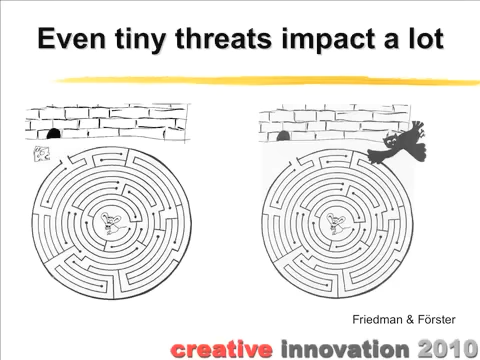 Even tiny threats impact a lot
Friedman & Förster
creative innovation 2010